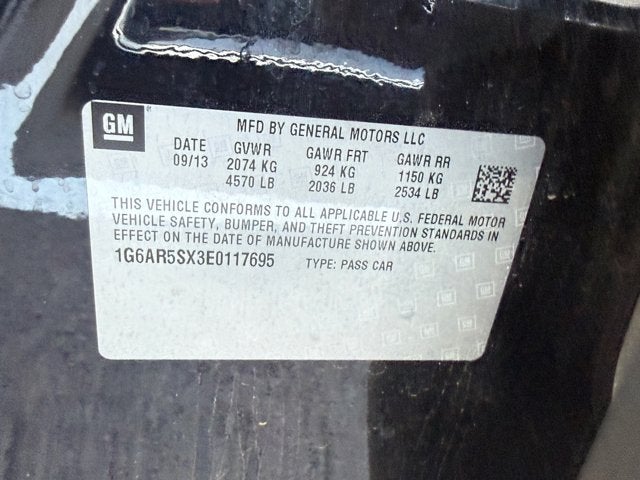 GM
MFD BY GENERAL MOTORS LLC
DATE GVWR GAWR FRT GAWR RR
09/13 2074 KG 924 KG 1150 KG
4570 LB 2036 LB 2534 LB
THIS VEHICLE CONFORMS TO ALL APPLICABLE U.S. FEDERAL MOTOR
VEHICLE SAFETY, BUMPER, AND THEFT PREVENTION STANDARDS IN
EFFECT ON THE DATE OF MANUFACTURE SHOWN ABOVE.
1G6AR5SX3E0117695 TYPE: PASS CAR